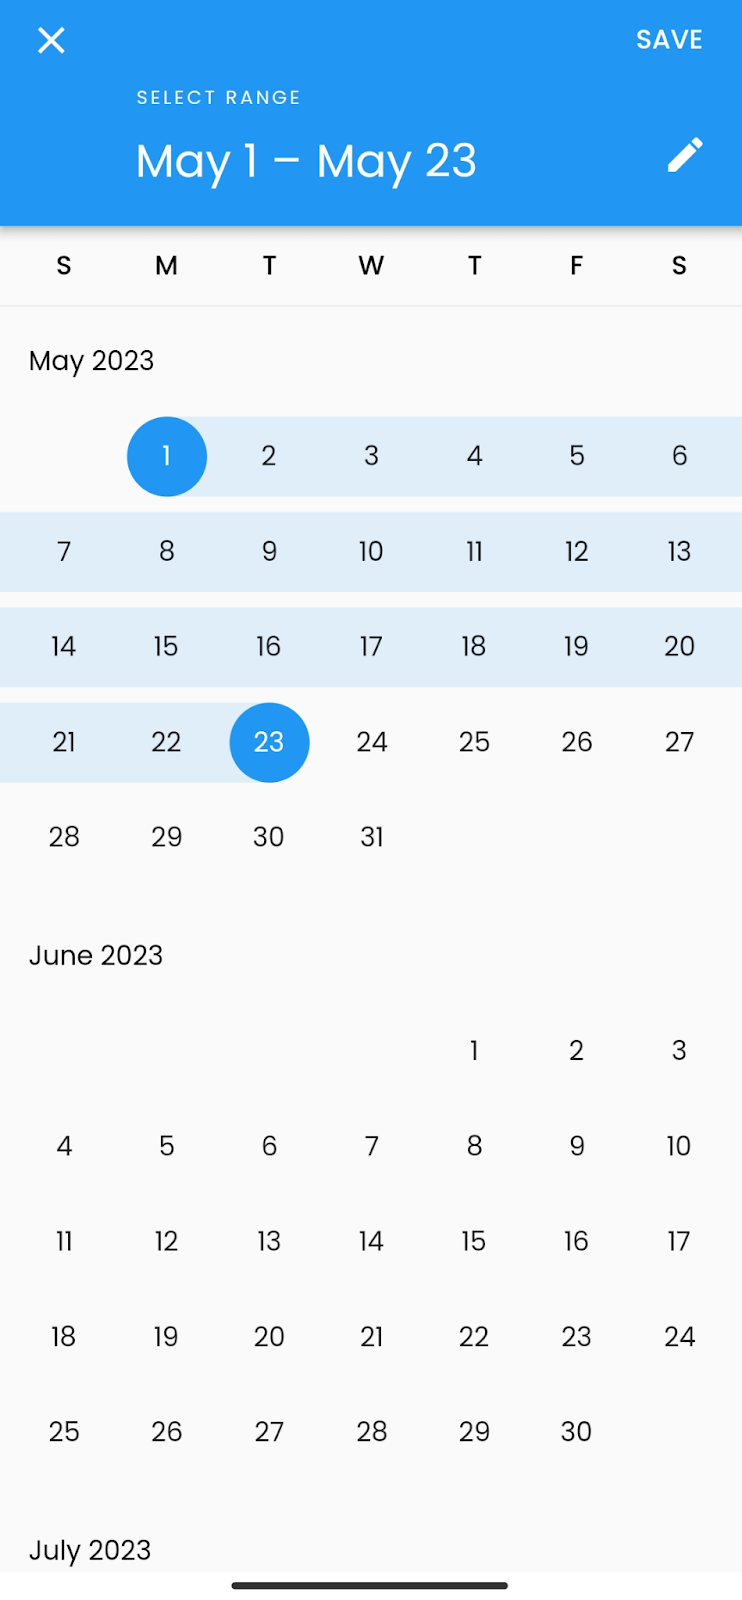 SAVE
SELECT RANGE
May 1 – May 23
S M T W T F S
May 2023
1 2 3 4 5 6
7 8 9 10 11 12 13
14 15 16 17 18 19 20
21 22 23 24 25 26 27
28 29 30 31
June 2023
1 2 3
4 5 6 7 8 9 10
11 12 13 14 15 16 17
18 19 20 21 22 23 24
25 26 27 28 29 30
July 2023